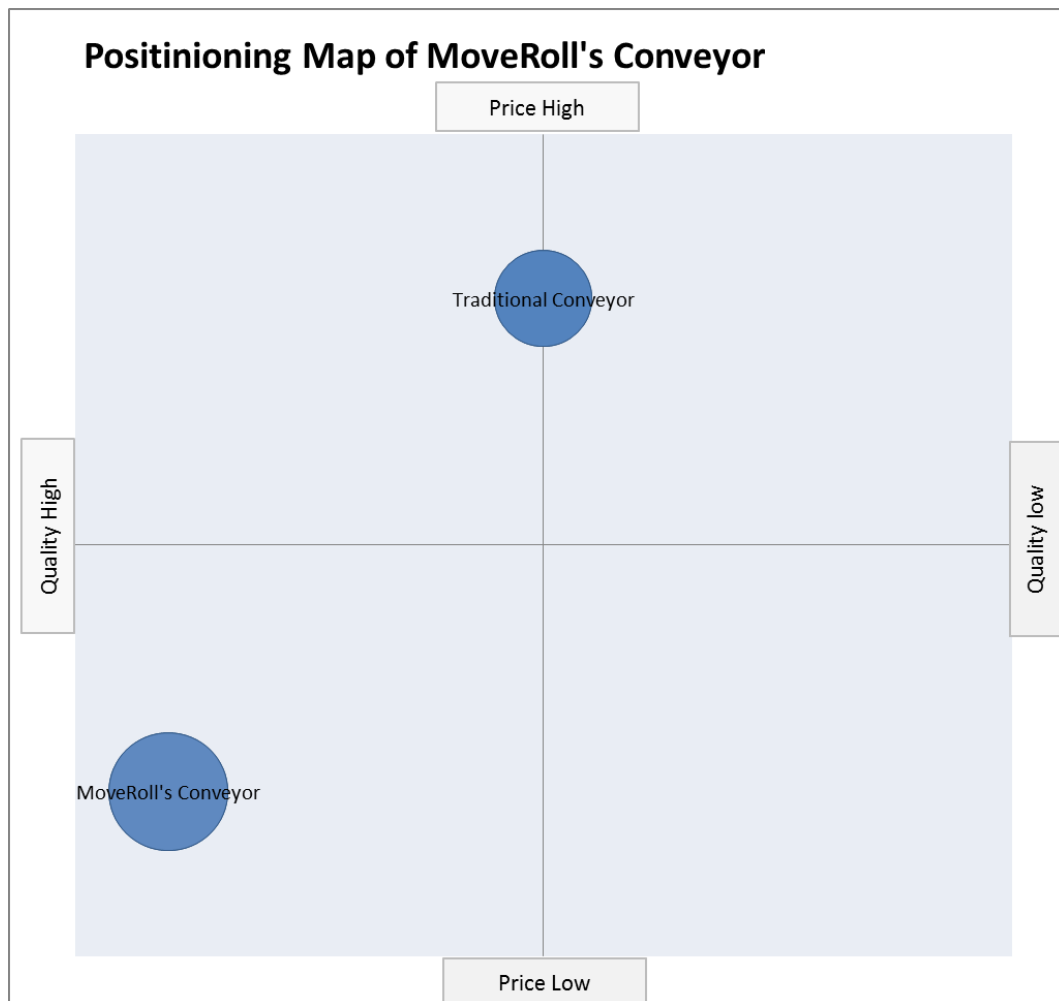 Positinioning Map of MoveRoll's Conveyor
Price High
Traditional Conveyor
Quality High
Quality low
MoveRoll's Conveyor
Price Low